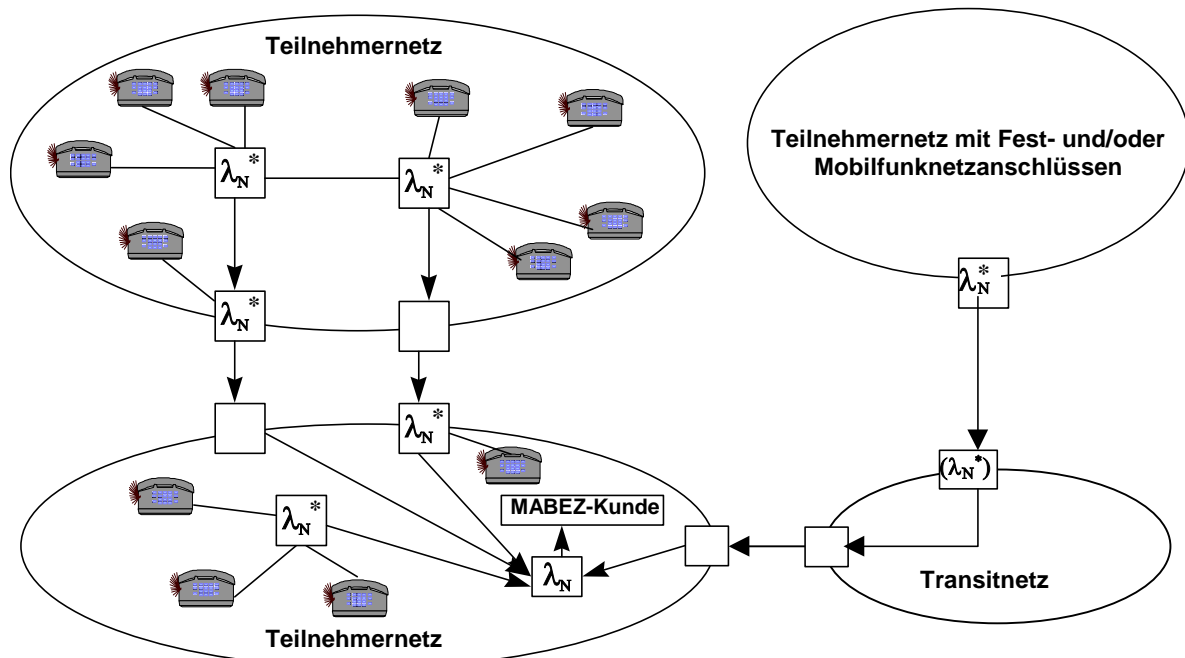 Teilnehmernetz
Teilnehmernetz mit Fest- und/oder
Mobilfunknetzanschlüssen
λN*
λN*
λN*
λN*
λN*
(λN*)
MABEZ-Kunde
λN*
λN
Transitnetz
Teilnehmernetz